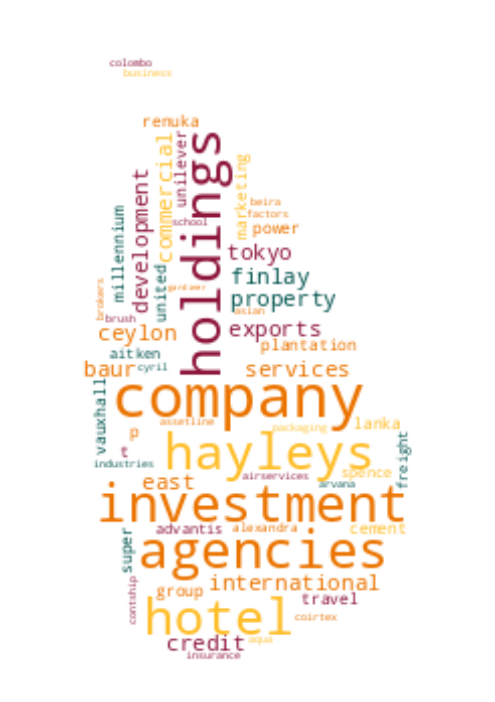 colombo
business
renuka
holdings
unilever
commercial
marketing
development
millennium
school
beira
factors
power
tokyo
united
gardiner
finlay
property
brokers
brush
asian
exports
ceylon
plantation
aitken
baur
cyril
services
company
vauxhall
assetline
packaging
lanka
p
hayleys
freight
t
industries
airservices
spence
east
arvana
investment
super
advantis
alexandra
cement
agencies
contship
international
group
travel
hotel
coirtex
credit
aqua
insurance